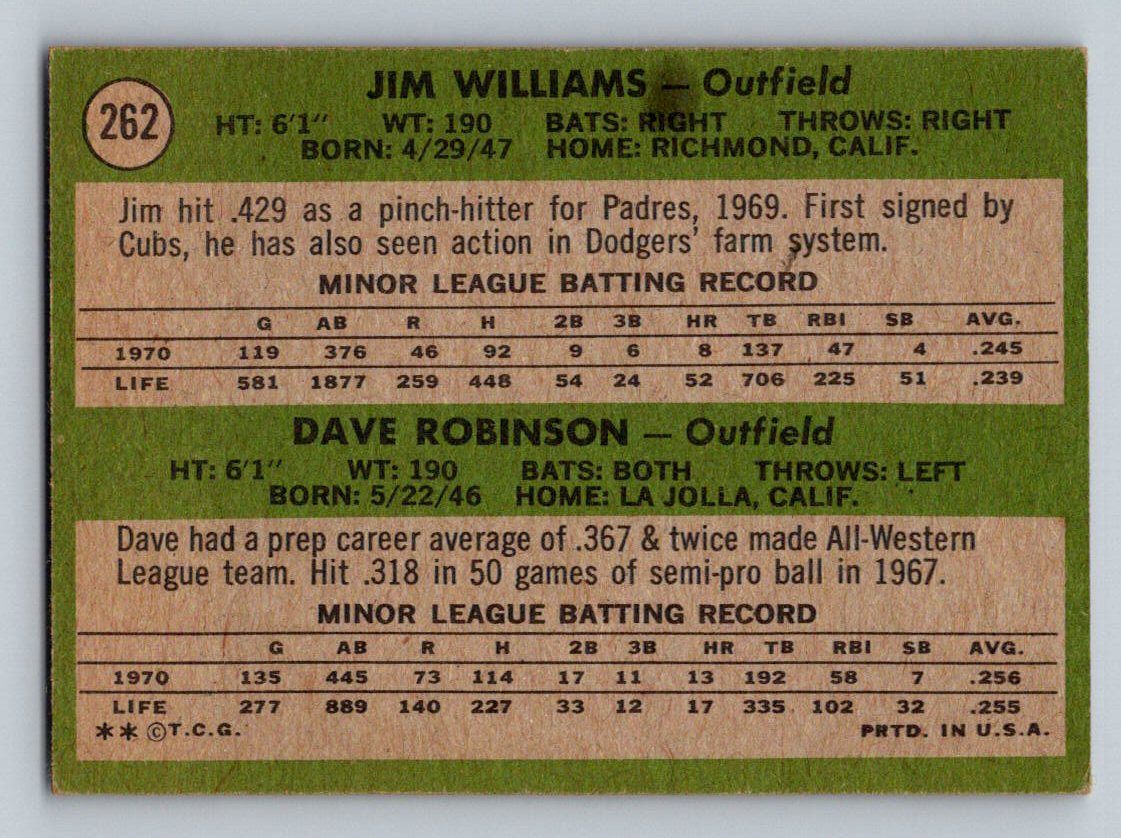 262
JIM WILLIAMS — Outfield
HT: 6'1" WT: 190 BATS: RIGHT THROWS: RIGHT
BORN: 4/29/47 HOME: RICHMOND, CALIF.
Jim hit .429 as a pinch-hitter for Padres, 1969. First signed by
Cubs, he has also seen action in Dodgers' farm system.
MINOR LEAGUE BATTING RECORD
G AB R H 2B 3B HR TB RBI SB AVG.
1970 119 376 46 92 9 6 8 137 47 4 .245
LIFE 581 1877 259 448 54 24 52 706 225 51 .239
DAVE ROBINSON — Outfield
HT: 6'1" WT: 190 BATS: BOTH THROWS: LEFT
BORN: 5/22/46 HOME: LA JOLLA, CALIF.
Dave had a prep career average of .367 & twice made All-Western
League team. Hit .318 in 50 games of semi-pro ball in 1967.
MINOR LEAGUE BATTING RECORD
G AB R H 2B 3B HR TB RBI SB AVG.
1970 135 445 73 114 17 11 13 192 58 7 .256
LIFE 277 889 140 227 33 12 17 335 102 32 .255
** ©T.C.G. PRTD. IN U.S.A.